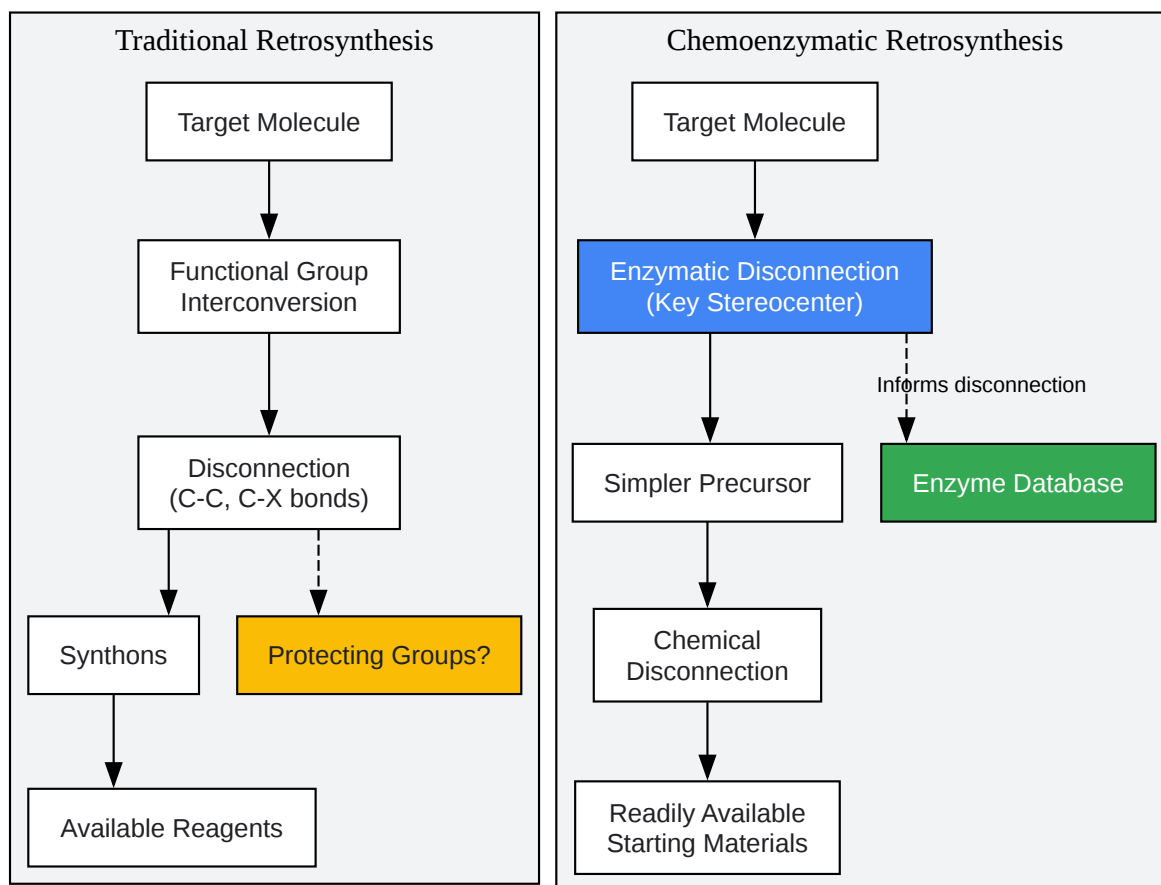 Traditional Retrosynthesis
Target Molecule
Functional Group
Interconversion
Disconnection
(C-C, C-X bonds)
Synthons
Protecting Groups?
Available Reagents
Chemoenzymatic Retrosynthesis
Target Molecule
Enzymatic Disconnection
(Key Stereocenter)
Informs disconnection
Simpler Precursor
Enzyme Database
Chemical
Disconnection
Readily Available
Starting Materials